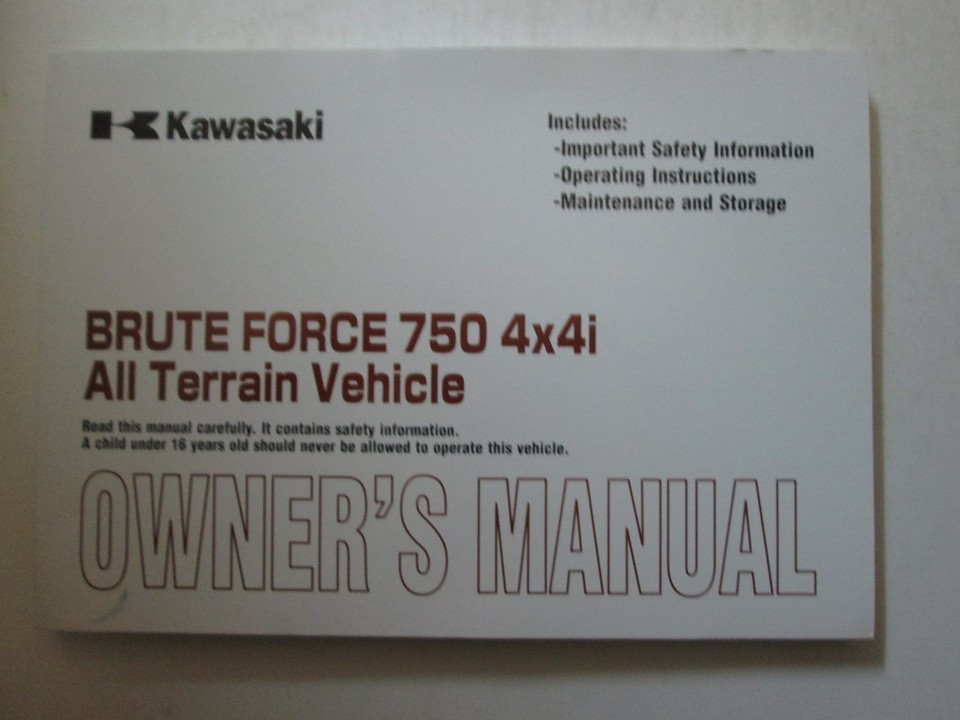 Kawasaki
Includes:
-Important Safety Information
-Operating Instructions
-Maintenance and Storage
BRUTE FORCE 750 4x4i
All Terrain Vehicle
Read this manual carefully. It contains safety information.
A child under 16 years old should never be allowed to operate this vehicle.
OWNER'S MANUAL